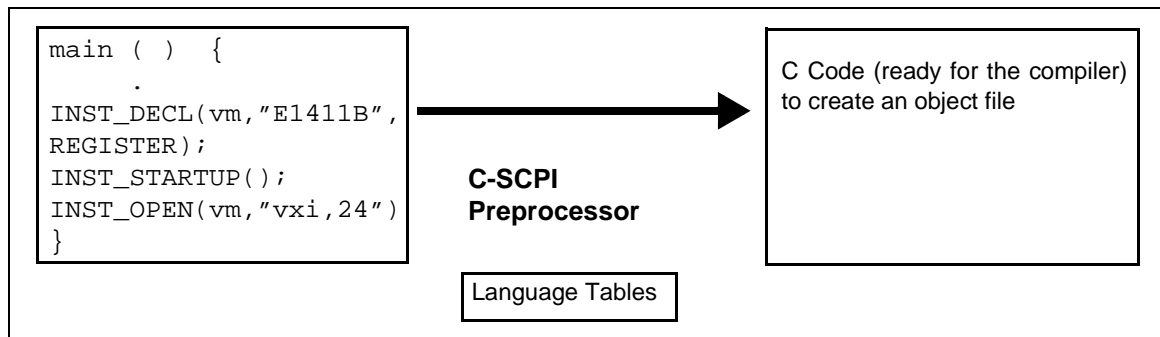 main ( )  {
.
INST_DECL(vm,”E1411B”,
REGISTER);
INST_STARTUP();
INST_OPEN(vm,”vxi,24”)
}
C-SCPI
Preprocessor
Language Tables
C Code (ready for the compiler)
to create an object file